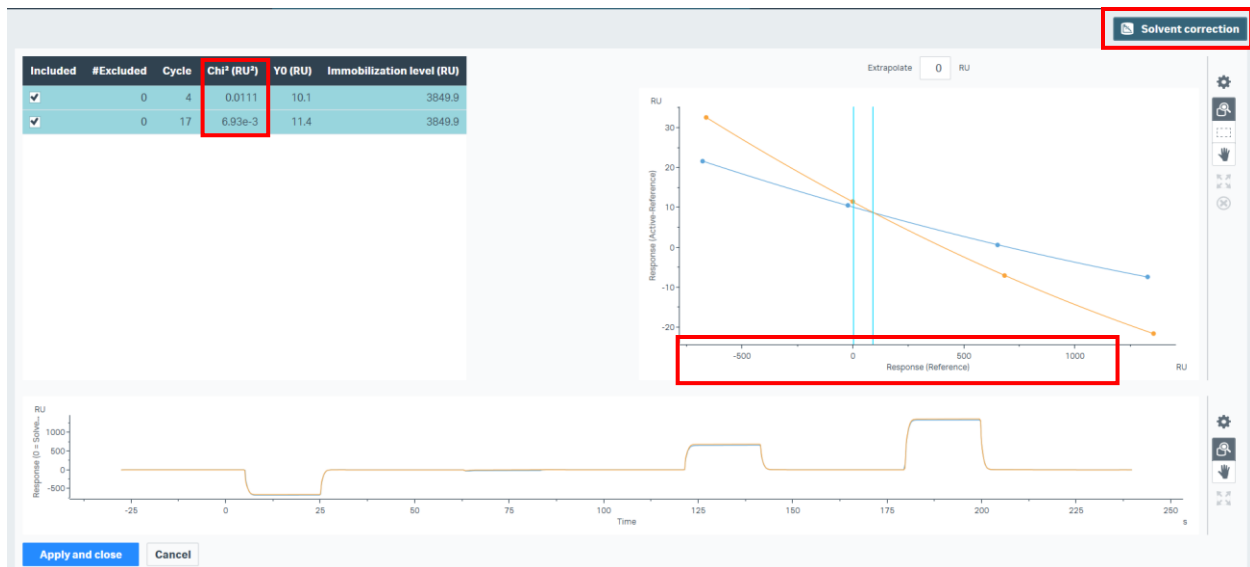 Solvent correction
Included #Excluded Cycle Chi² (RU²) Y0 (RU) Immobilization level (RU)
0 4 0.0111 10.1 3849.9
0 17 6.93e-3 11.4 3849.9
Extrapolate 0 RU
RU
30
20
10
0
-10
-20
Response (Active-Reference)
-500 0 500 1000
Response (Reference) RU
RU
1000
500
0
-500
Response (0 = Solve...
-25 0 25 50 75 100 125 150 175 200 225 250
Time s
Apply and close Cancel